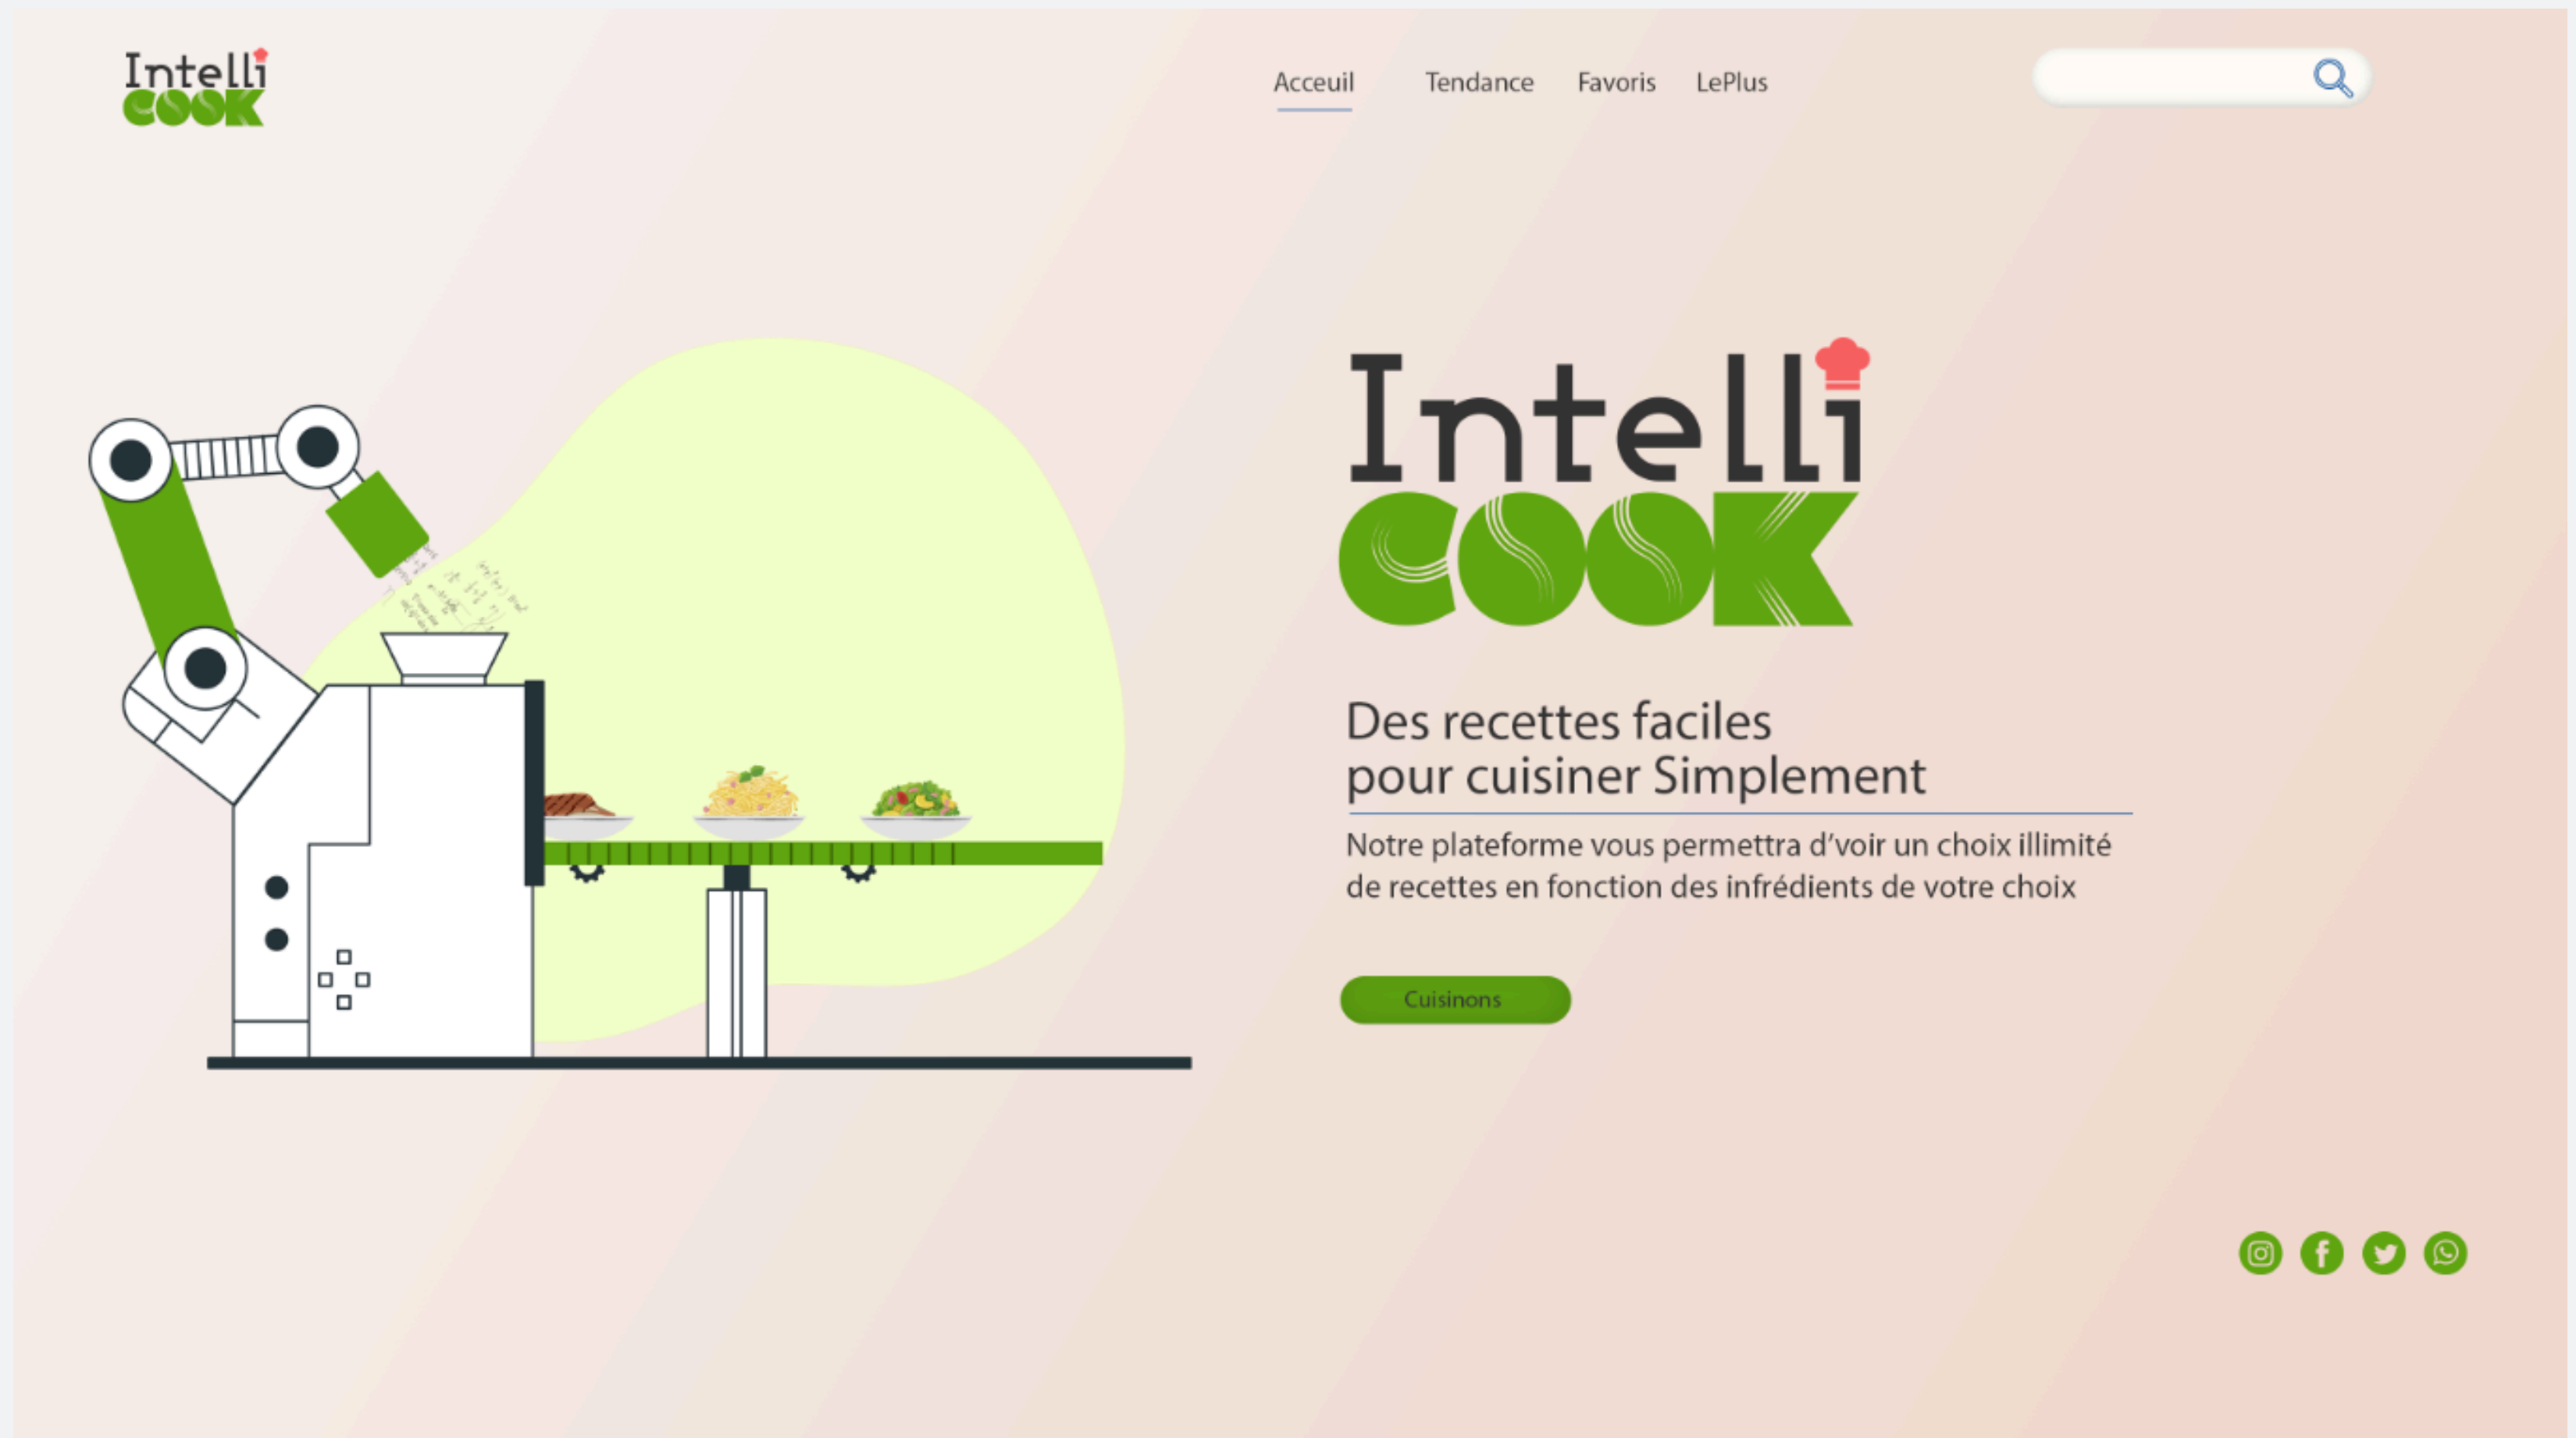 Intelli
COOK
Acceuil Tendance Favoris LePlus
Intelli
COOK
Des recettes faciles
pour cuisiner Simplement
Notre plateforme vous permettra d’voir un choix illimité
de recettes en fonction des infrédients de votre choix
Cuisinons